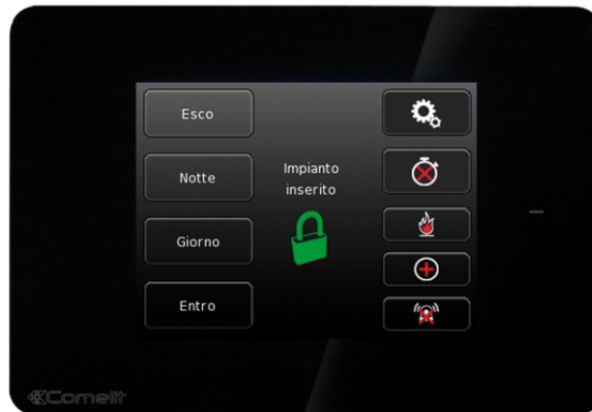 Esco
Notte
Giorno
Entro
Impianto
inserito
Comelit